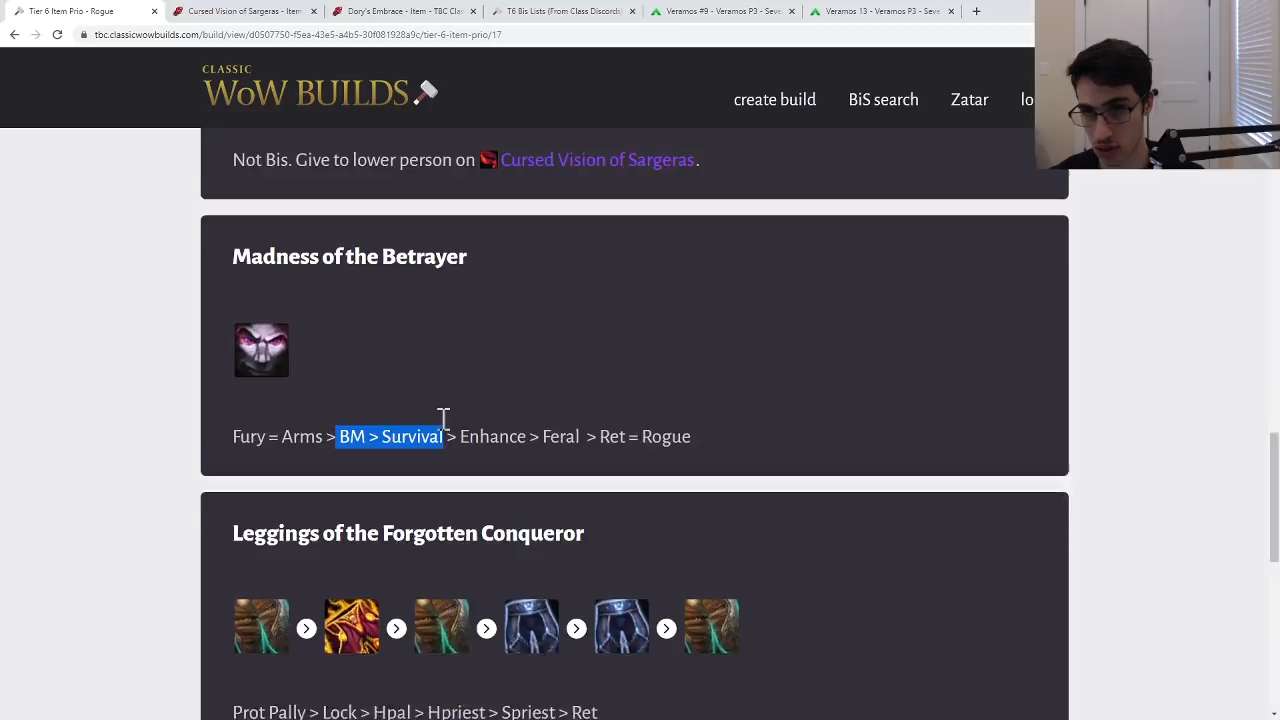 Tier 6 Item Prio - Rogue
Cursed Vision of Sargeras - Item
Dory's Embrace - Item - TBC Clas
T6 Bis Lists (From Class Discords)
Veramos #9 - Veramos P3 - Seve
Veramos 13 - Veramos P3 - Seve
tbc.classicwowbuilds.com/build/view/d0507750-f5ea-43e5-a4b5-30f081928a9c/tier-6-item-prio/17
CLASSIC
WoW BUILDS
create build
BiS search
Zatar
lo
Not Bis. Give to lower person on Cursed Vision of Sargeras.
Madness of the Betrayer
Fury = Arms > BM > Survival > Enhance > Feral > Ret = Rogue
Leggings of the Forgotten Conqueror
Prot Pally > Lock > Hpal > Hpriest > Spriest > Ret